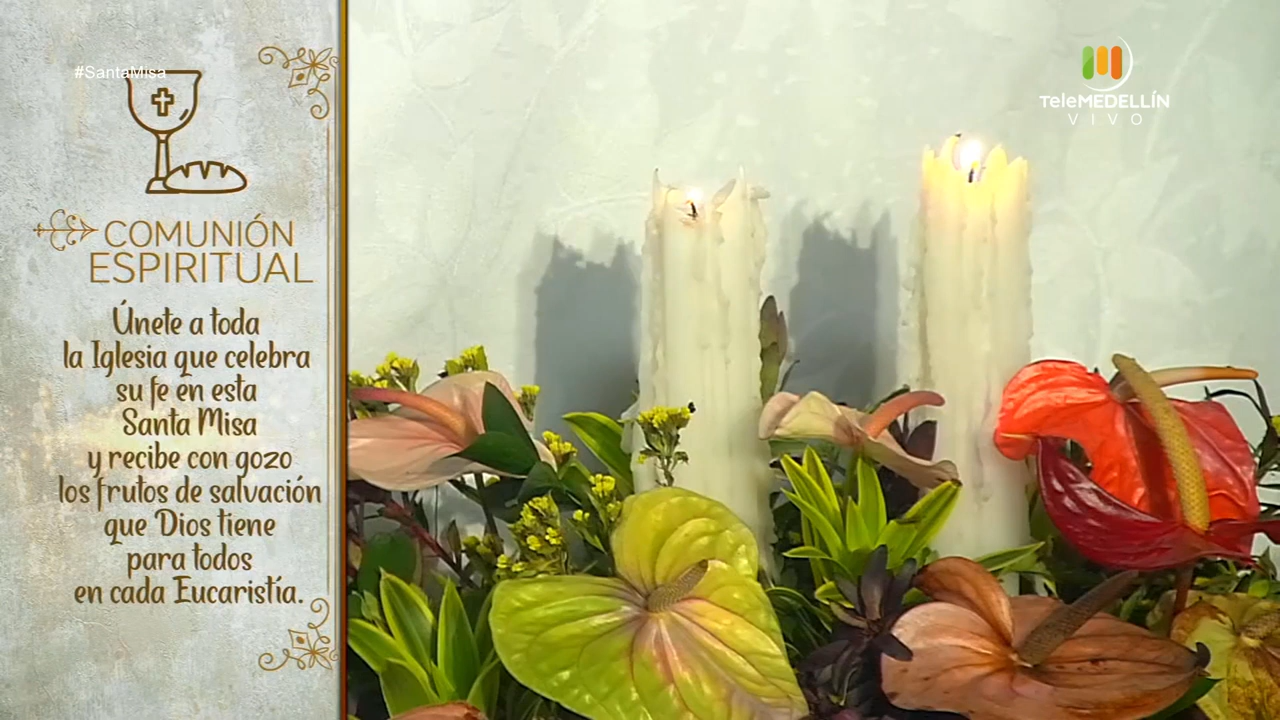 #SantaMisa
COMUNIÓN
ESPIRITUAL
Únete a toda
la Iglesia que celebra
su fe en esta
Santa Misa
y recibe con gozo
los frutos de salvación
que Dios tiene
para todos
en cada Eucaristía.
TeleMEDELLÍN
VIVO